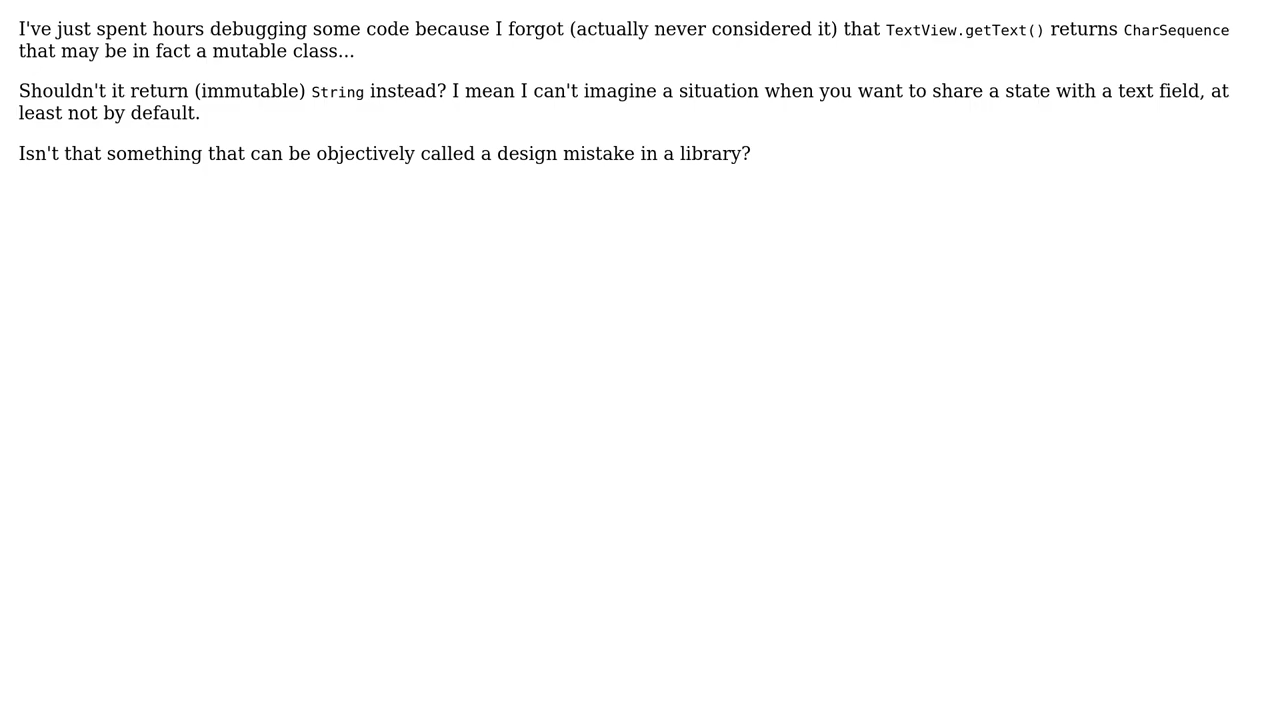 I've just spent hours debugging some code because I forgot (actually never considered it) that TextView.getText() returns CharSequence
that may be in fact a mutable class...
Shouldn't it return (immutable) String instead? I mean I can't imagine a situation when you want to share a state with a text field, at
least not by default.
Isn't that something that can be objectively called a design mistake in a library?